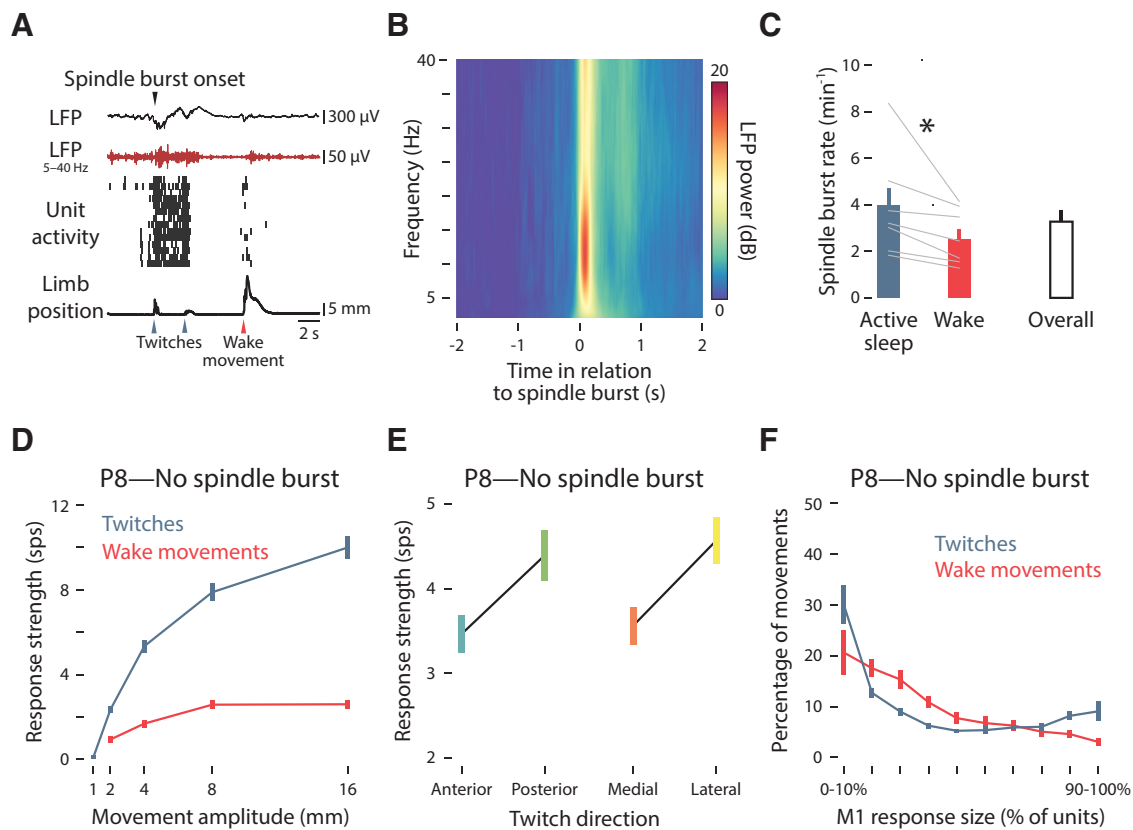 A
Spindle burst onset
LFP
300 µV
LFP
5–40 Hz
50 µV
Unit
activity
Limb
position
5 mm
2 s
Twitches
Wake
movement
B
40
5
Frequency (Hz)
-2 -1 0 1 2
Time in relation
to spindle burst (s)
20
0
LFP power (dB)
C
10
8
6
4
2
0
Spindle burst rate (min-1)
*
Active
sleep
Wake
Overall
D
P8—No spindle burst
12
8
4
0
Response strength (sps)
Twitches
Wake movements
1 2 4 8 16
Movement amplitude (mm)
E
P8—No spindle burst
5
4
3
2
Response strength (sps)
Anterior Posterior Medial Lateral
Twitch direction
F
P8—No spindle burst
50
40
30
20
10
0
Percentage of movements
Twitches
Wake movements
0-10% 90-100%
M1 response size (% of units)